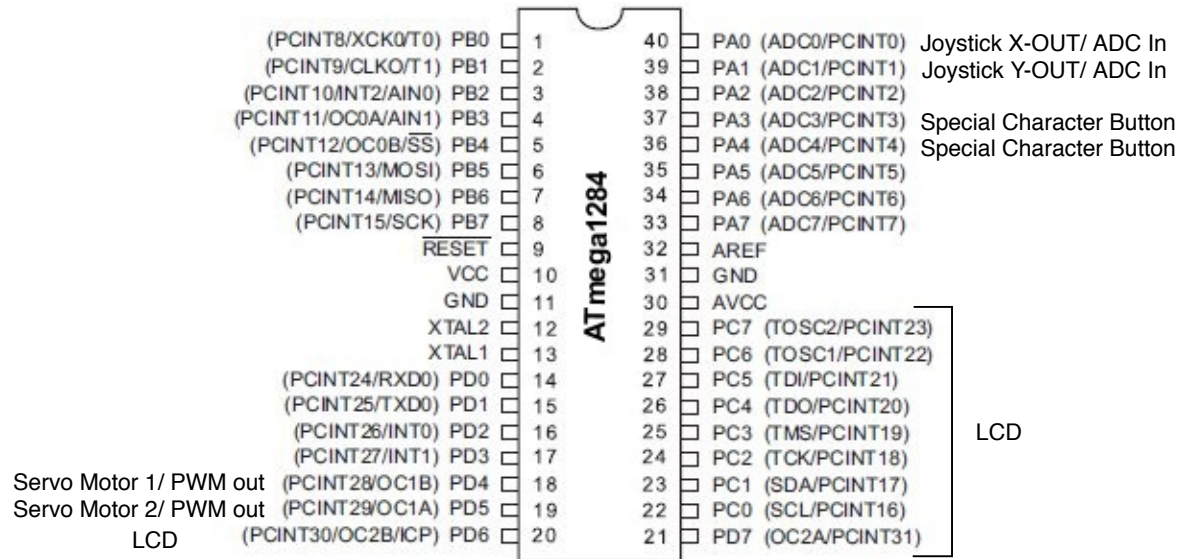 (PCINT8/XCK0/T0) PB0 1 40 PA0 (ADC0/PCINT0) Joystick X-OUT/ ADC In
(PCINT9/CLKO/T1) PB1 2 39 PA1 (ADC1/PCINT1) Joystick Y-OUT/ ADC In
(PCINT10/INT2/AIN0) PB2 3 38 PA2 (ADC2/PCINT2)
(PCINT11/OC0A/AIN1) PB3 4 37 PA3 (ADC3/PCINT3) Special Character Button
(PCINT12/OC0B/SS) PB4 5 36 PA4 (ADC4/PCINT4) Special Character Button
(PCINT13/MOSI) PB5 6 35 PA5 (ADC5/PCINT5)
(PCINT14/MISO) PB6 7 34 PA6 (ADC6/PCINT6)
(PCINT15/SCK) PB7 8 33 PA7 (ADC7/PCINT7)
RESET 9 32 AREF
VCC 10 31 GND
GND 11 30 AVCC
XTAL2 12 29 PC7 (TOSC2/PCINT23)
XTAL1 13 28 PC6 (TOSC1/PCINT22)
(PCINT24/RXD0) PD0 14 27 PC5 (TDI/PCINT21)
(PCINT25/TXD0) PD1 15 26 PC4 (TDO/PCINT20)
(PCINT26/INT0) PD2 16 25 PC3 (TMS/PCINT19) LCD
(PCINT27/INT1) PD3 17 24 PC2 (TCK/PCINT18)
Servo Motor 1/ PWM out (PCINT28/OC1B) PD4 18 23 PC1 (SDA/PCINT17)
Servo Motor 2/ PWM out (PCINT29/OC1A) PD5 19 22 PC0 (SCL/PCINT16)
LCD (PCINT30/OC2B/ICP) PD6 20 21 PD7 (OC2A/PCINT31)
ATmega1284